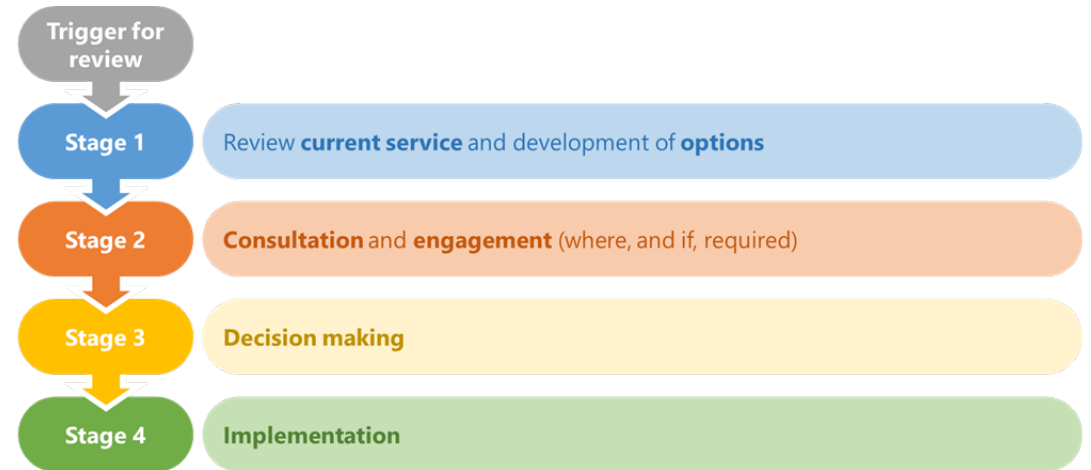 Trigger for
review
Stage 1
Review current service and development of options
Stage 2
Consultation and engagement (where, and if, required)
Stage 3
Decision making
Stage 4
Implementation